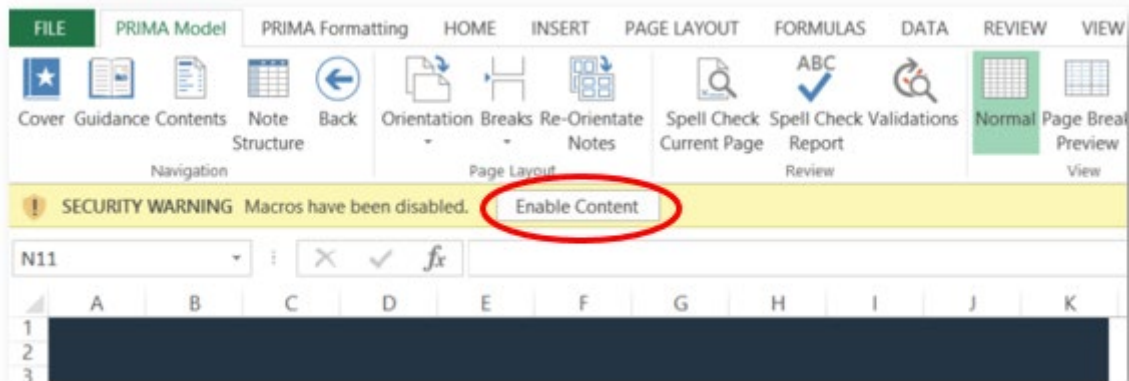 FILE PRIMA Model PRIMA Formatting HOME INSERT PAGE LAYOUT FORMULAS DATA REVIEW VIEW
ABC
Cover Guidance Contents Note Back Orientation Breaks Re-Orientate Spell Check Spell Check Validations Normal Page Break
Structure Notes Current Page Report Preview
Navigation Page Layout Review View
SECURITY WARNING Macros have been disabled. Enable Content
N11 fx
A B C D E F G H I J K
1
2
3